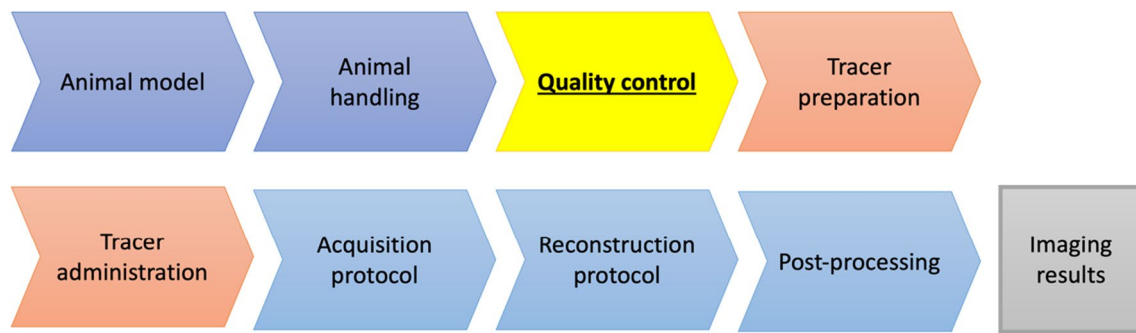 Animal model
Animal
handling
Quality control
Tracer
preparation
Tracer
administration
Acquisition
protocol
Reconstruction
protocol
Post-processing
Imaging
results